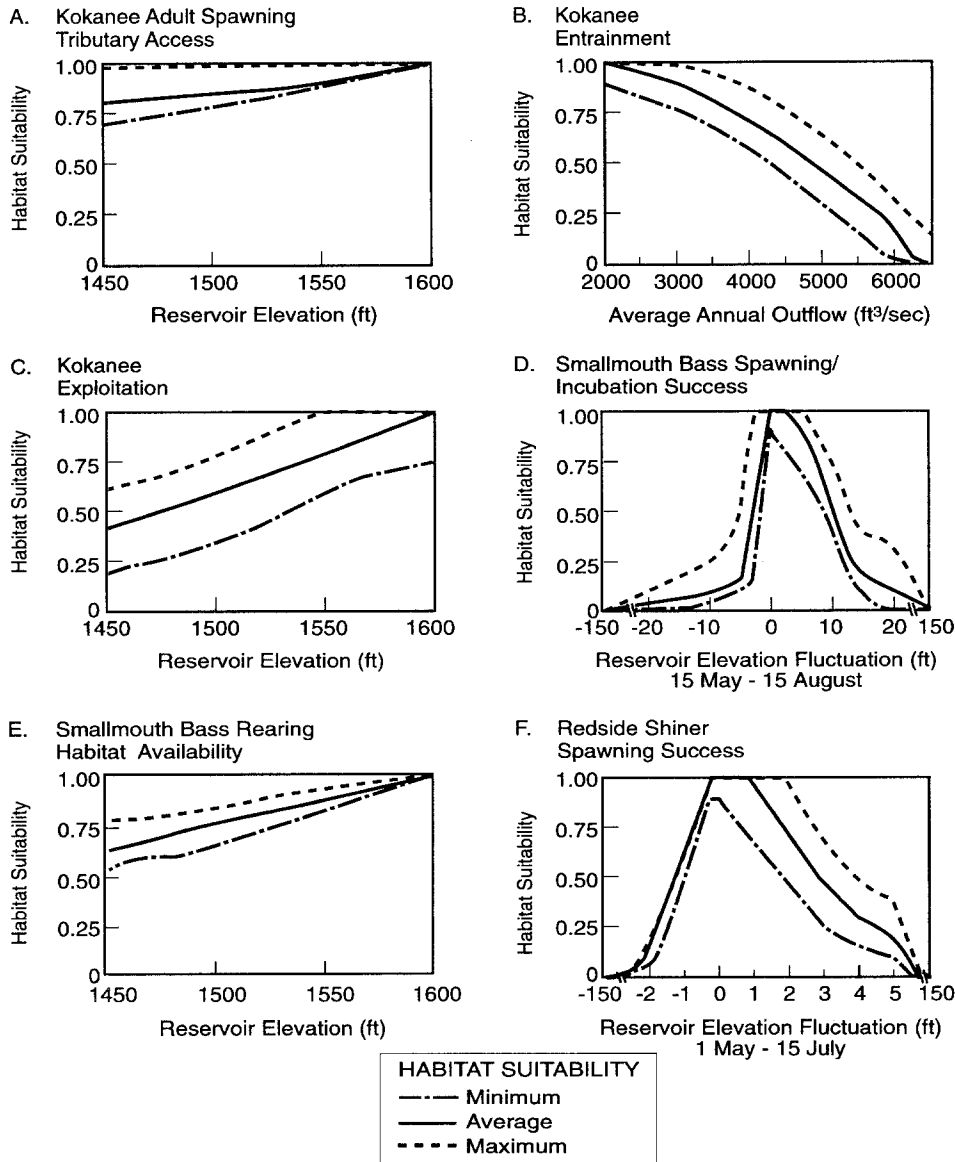 A. Kokanee Adult Spawning
Tributary Access
Habitat Suitability
1.00
0.75
0.50
0.25
0
1450 1500 1550 1600
Reservoir Elevation (ft)
B. Kokanee
Entrainment
Habitat Suitability
1.00
0.75
0.50
0.25
0
2000 3000 4000 5000 6000
Average Annual Outflow (ft³/sec)
C. Kokanee
Exploitation
Habitat Suitability
1.00
0.75
0.50
0.25
0
1450 1500 1550 1600
Reservoir Elevation (ft)
D. Smallmouth Bass Spawning/
Incubation Success
Habitat Suitability
1.00
0.75
0.50
0.25
0
-150 -20 -10 0 10 20 150
Reservoir Elevation Fluctuation (ft)
15 May - 15 August
E. Smallmouth Bass Rearing
Habitat Availability
Habitat Suitability
1.00
0.75
0.50
0.25
0
1450 1500 1550 1600
Reservoir Elevation (ft)
F. Redside Shiner
Spawning Success
Habitat Suitability
1.00
0.75
0.50
0.25
0
-150 -2 -1 0 1 2 3 4 5 150
Reservoir Elevation Fluctuation (ft)
1 May - 15 July
HABITAT SUITABILITY
Minimum
Average
Maximum